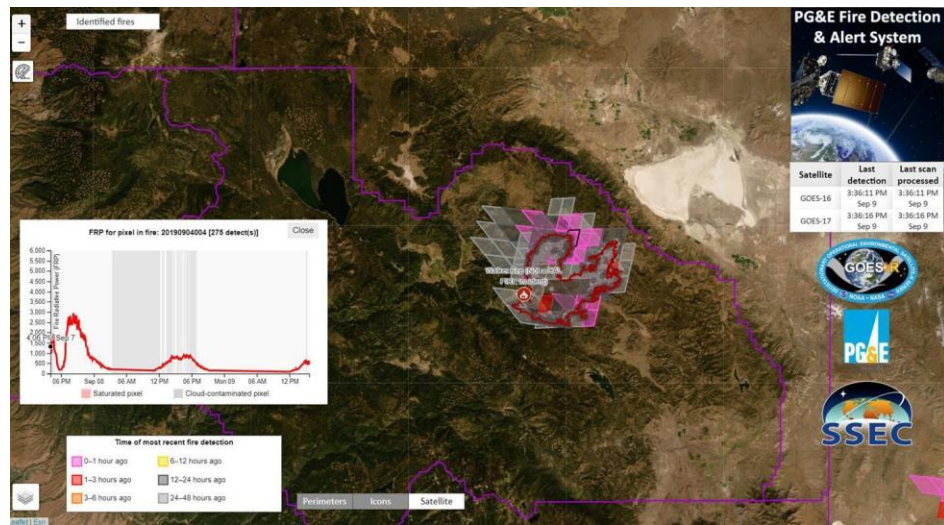 +
−
Identified fires
PG&E Fire Detection
& Alert System
Satellite Last detection Last scan processed
GOES-16 3:36:11 PM Sep 9 3:36:11 PM Sep 9
GOES-17 3:36:16 PM Sep 9 3:36:16 PM Sep 9
GOES R
NOAA NASA
PG&E
SSEC
FRP for pixel in fire: 20190904004 [275 detect(s)]
Close
Fire Radiative Power (FRP)
6,000
5,500
5,000
4,500
4,000
3,500
3,000
2,500
2,000
1,500
1,000
500
0
Sep 7
06 PM Sep 08 06 AM 12 PM 06 PM Mon 09 06 AM 12 PM
Saturated pixel Cloud-contaminated pixel
Time of most recent fire detection
0–1 hour ago 6–12 hours ago
1–3 hours ago 12–24 hours ago
3–6 hours ago 24–48 hours ago
Perimeters Icons Satellite
Leaflet | Esri